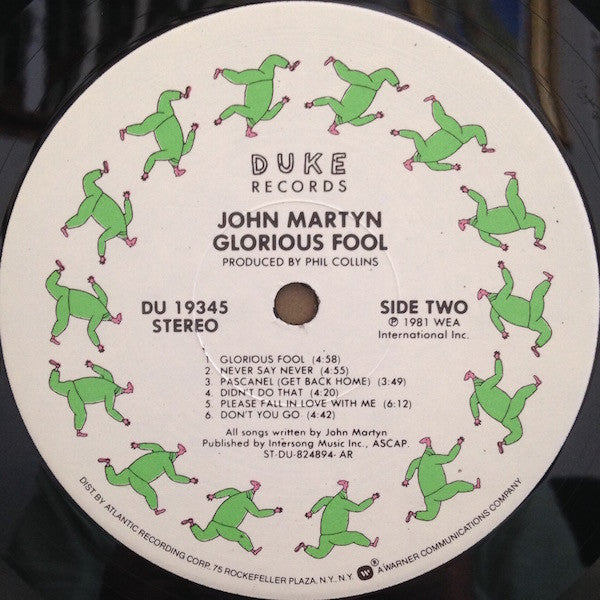 DUKE
RECORDS
JOHN MARTYN
GLORIOUS FOOL
PRODUCED BY PHIL COLLINS
DU 19345
STEREO
SIDE TWO
℗ 1981 WEA
International Inc.
1. GLORIOUS FOOL (4:58)
2. NEVER SAY NEVER (4:55)
3. PASCANEL (GET BACK HOME) (3:49)
4. DIDN'T DO THAT (4:20)
5. PLEASE FALL IN LOVE WITH ME (6:12)
6. DON'T YOU GO (4:42)
All songs written by John Martyn
Published by Intersong Music Inc., ASCAP.
ST-DU-824894- AR
DIST. BY ATLANTIC RECORDING CORP. 75 ROCKEFELLER PLAZA, N.Y., N.Y. ® A WARNER COMMUNICATIONS COMPANY